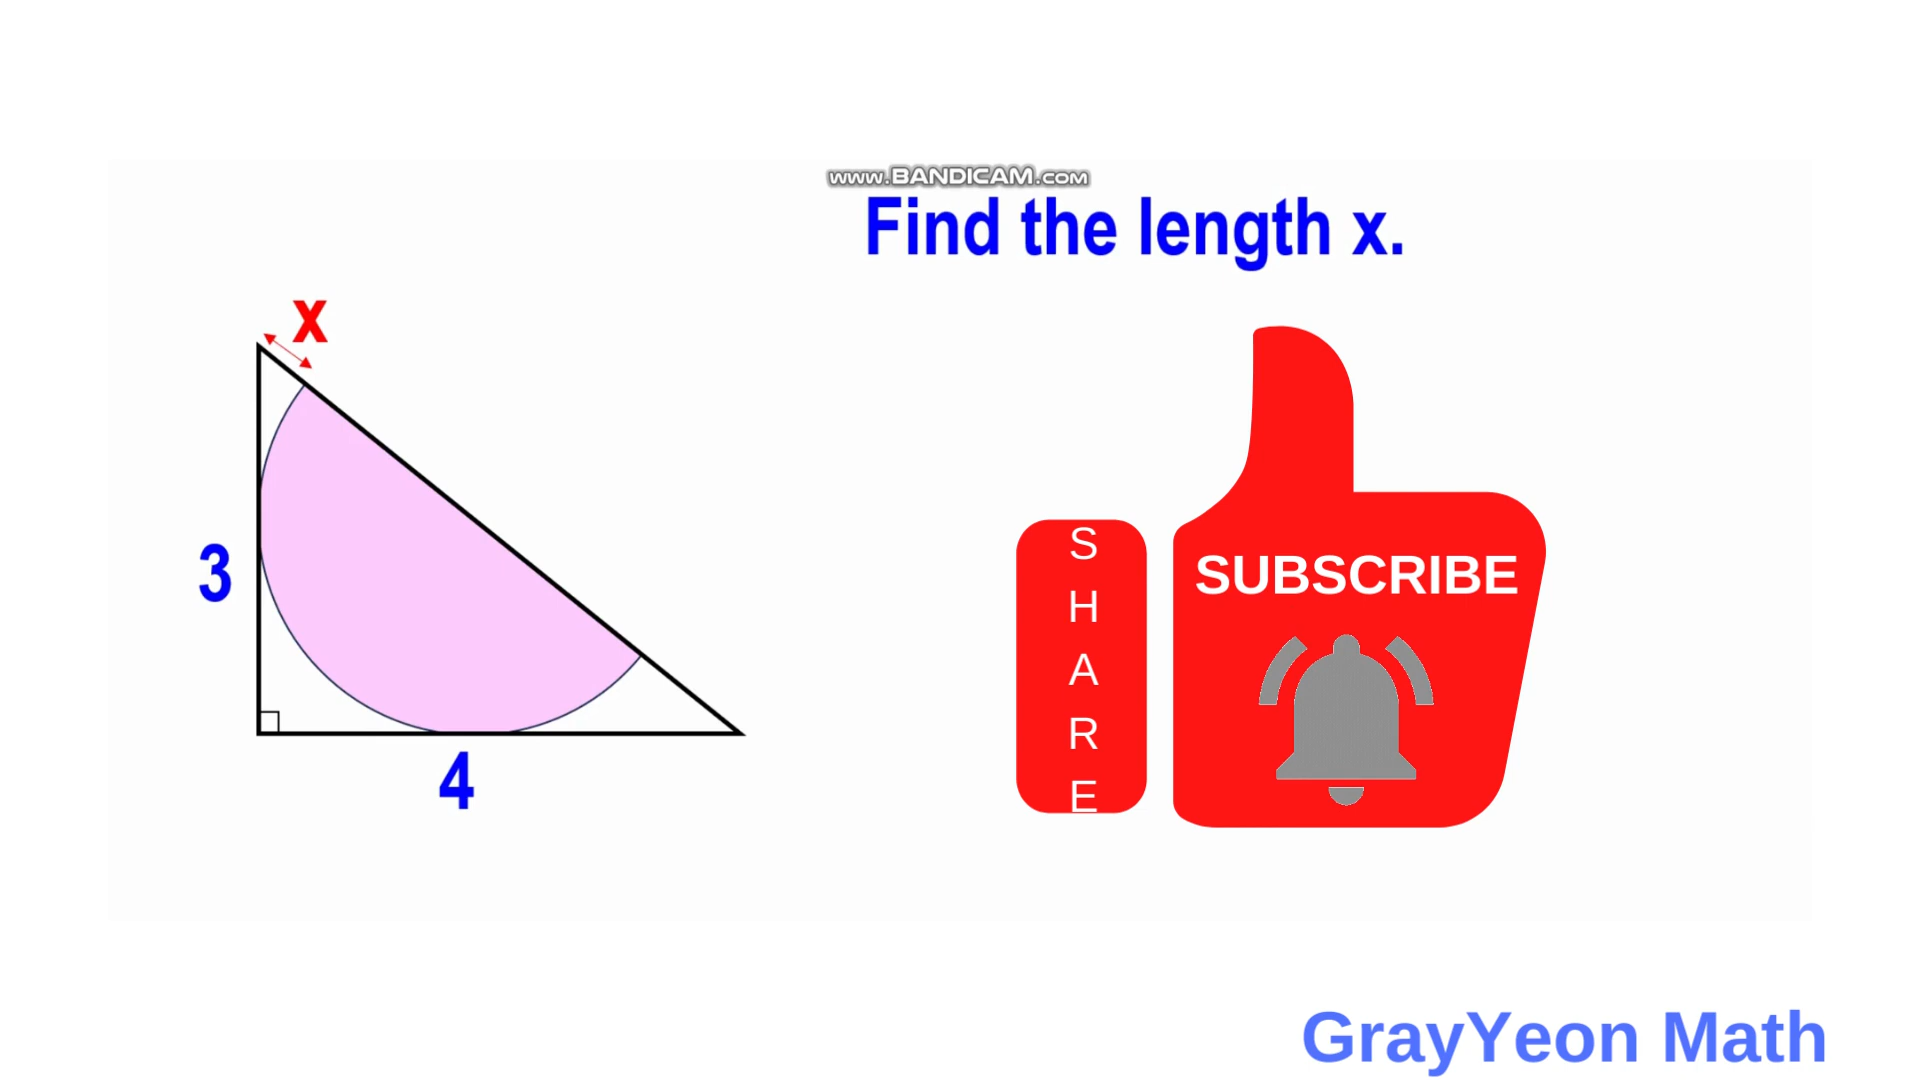 www.BANDICAM.com
Find the length x.
x
3
4
S
H
A
R
E
SUBSCRIBE
GrayYeon Math